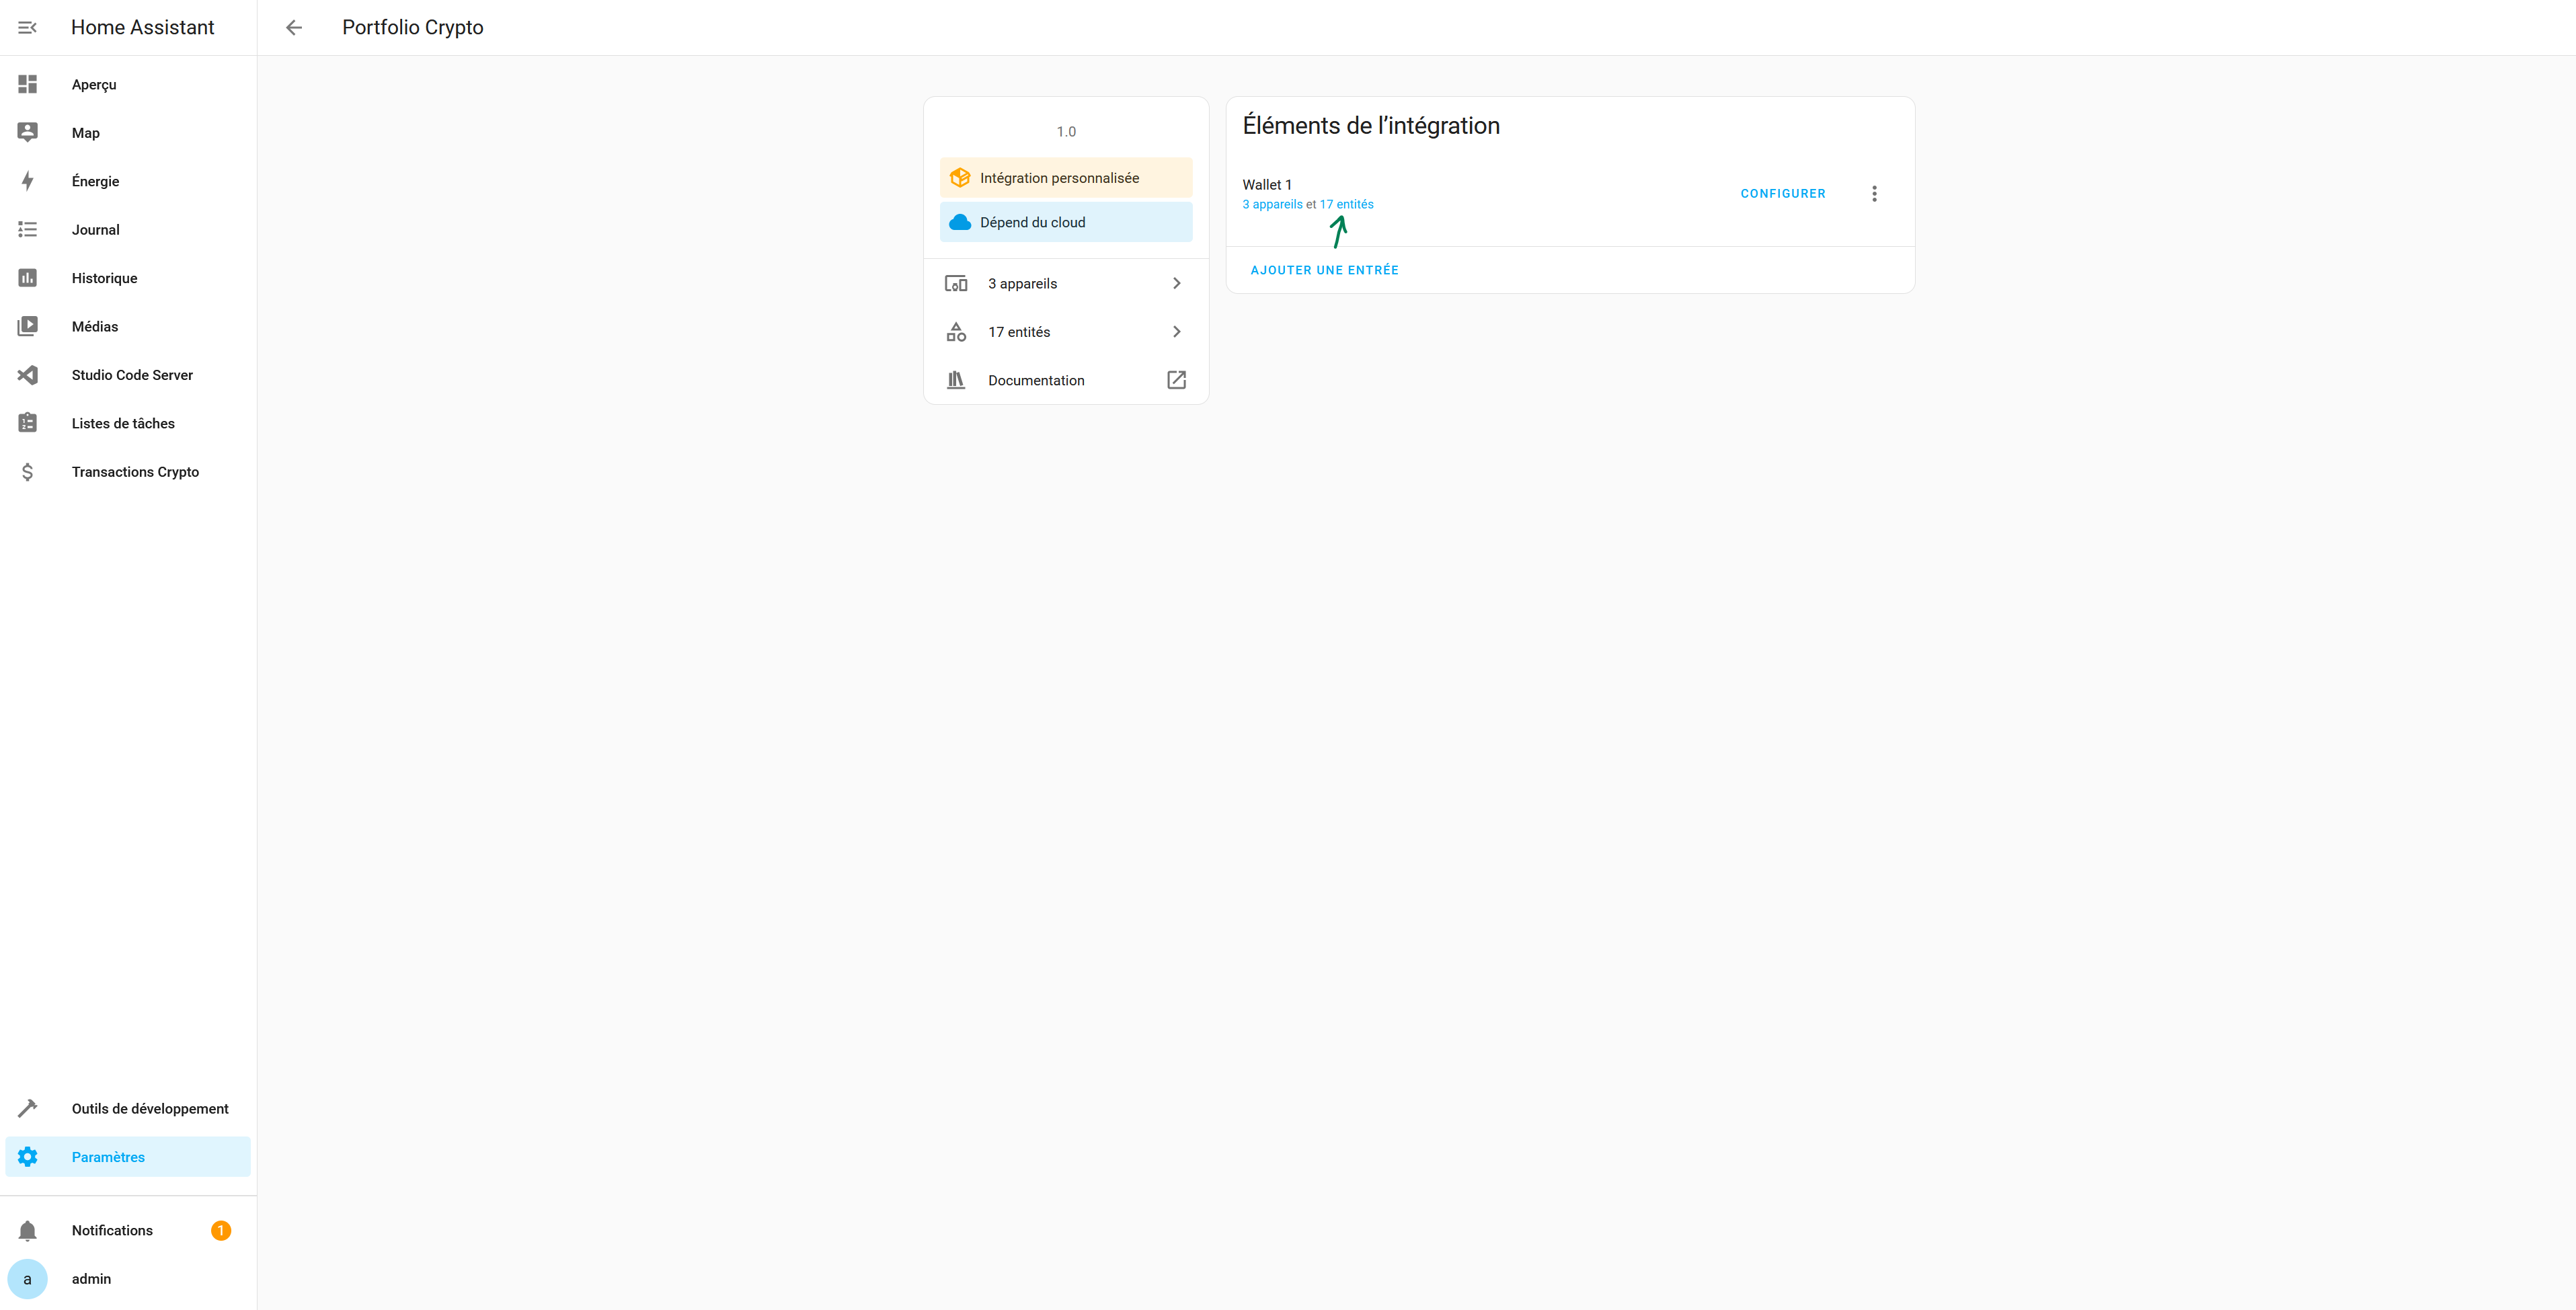 Home Assistant
Portfolio Crypto
Aperçu
Map
Énergie
Journal
Historique
Médias
Studio Code Server
Listes de tâches
Transactions Crypto
Outils de développement
Paramètres
Notifications
1
a
admin
1.0
Intégration personnalisée
Dépend du cloud
3 appareils
17 entités
Documentation
Éléments de l’intégration
Wallet 1
3 appareils et 17 entités
CONFIGURER
AJOUTER UNE ENTRÉE